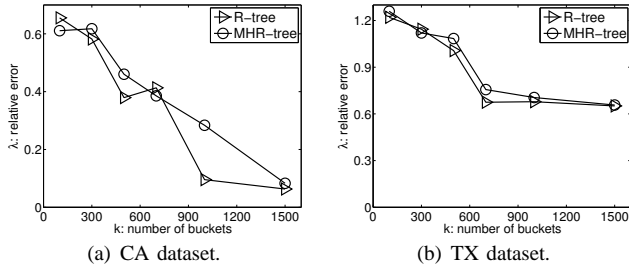 R-tree
MHR-tree
0.6
0.4
0.2
0
0 300 600 900 1200 1500
λ: relative error
k: number of buckets
(a) CA dataset.
R-tree
MHR-tree
1.2
0.9
0.6
0.3
0
0 300 600 900 1200 1500
λ: relative error
k: number of buckets
(b) TX dataset.